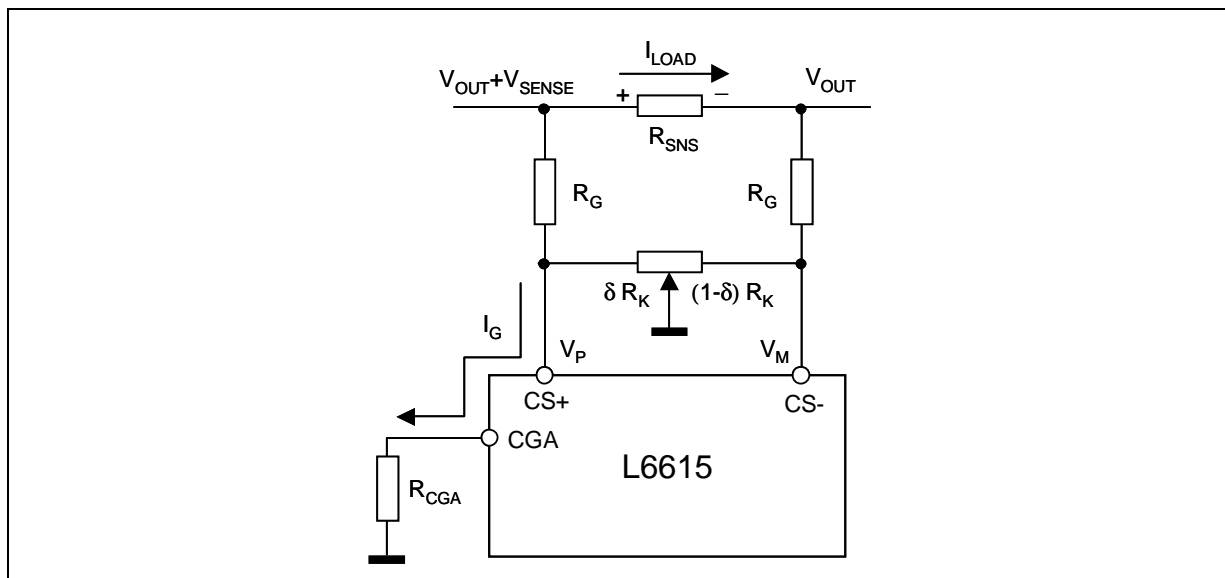 I_LOAD
V_OUT+V_SENSE
V_OUT
+
–
R_SNS
R_G
R_G
δ R_K
(1-δ) R_K
I_G
V_P
V_M
CS+
CS-
CGA
L6615
R_CGA